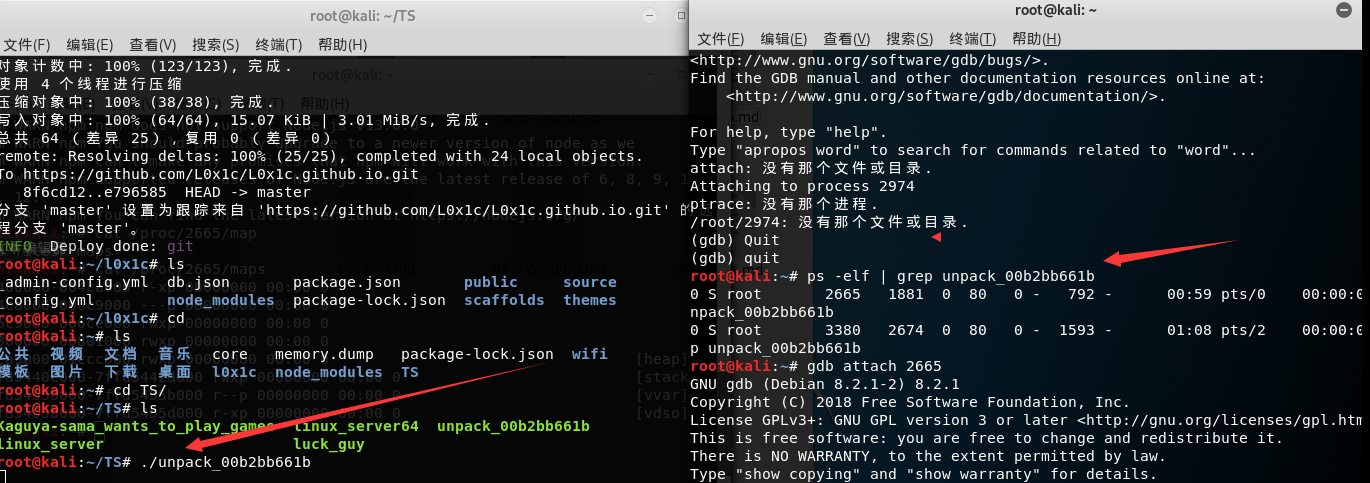 root@kali: ~/TS
文件(F) 编辑(E) 查看(V) 搜索(S) 终端(T) 帮助(H)
对象计数中: 100% (123/123), 完成.
使用 4 个线程进行压缩
压缩对象中: 100% (38/38), 完成.
写入对象中: 100% (64/64), 15.07 KiB | 3.01 MiB/s, 完成.
总共 64 (差异 25), 复用 0 (差异 0)
remote: Resolving deltas: 100% (25/25), completed with 24 local objects.
To https://github.com/L0x1c/L0x1c.github.io.git
   8f6cd12..e796585  HEAD -> master
分支 'master' 设置为跟踪来自 'https://github.com/L0x1c/L0x1c.github.io.git' 的远
程分支 'master'。
INFO  Deploy done: git
root@kali:~/l0x1c# ls
_admin-config.yml  db.json       package.json       public     source
_config.yml        node_modules  package-lock.json  scaffolds  themes
root@kali:~/l0x1c# cd
root@kali:~# ls
公共  视频  文档  音乐  core   memory.dump   package-lock.json  wifi
模板  图片  下载  桌面  l0x1c  node_modules  TS
root@kali:~# cd TS/
root@kali:~/TS# ls
Kaguya-sama_wants_to_play_games  linux_server64  unpack_00b2bb661b
linux_server                     luck_guy
root@kali:~/TS# ./unpack_00b2bb661b
[heap]
[stack
[vvar]
[vdso]
root@kali: ~
文件(F) 编辑(E) 查看(V) 搜索(S) 终端(T) 帮助(H)
<http://www.gnu.org/software/gdb/bugs/>.
Find the GDB manual and other documentation resources online at:
    <http://www.gnu.org/software/gdb/documentation/>.
For help, type "help".
Type "apropos word" to search for commands related to "word"...
attach: 没有那个文件或目录.
Attaching to process 2974
ptrace: 没有那个进程.
/root/2974: 没有那个文件或目录.
(gdb) Quit
(gdb) quit
root@kali:~# ps -elf | grep unpack_00b2bb661b
0 S root       2665   1881  0  80   0 -   792 -      00:59 pts/0    00:00:0
npack_00b2bb661b
0 S root       3380   2674  0  80   0 -  1593 -      01:08 pts/2    00:00:0
p unpack_00b2bb661b
root@kali:~# gdb attach 2665
GNU gdb (Debian 8.2.1-2) 8.2.1
Copyright (C) 2018 Free Software Foundation, Inc.
License GPLv3+: GNU GPL version 3 or later <http://gnu.org/licenses/gpl.htm
This is free software: you are free to change and redistribute it.
There is NO WARRANTY, to the extent permitted by law.
Type "show copying" and "show warranty" for details.